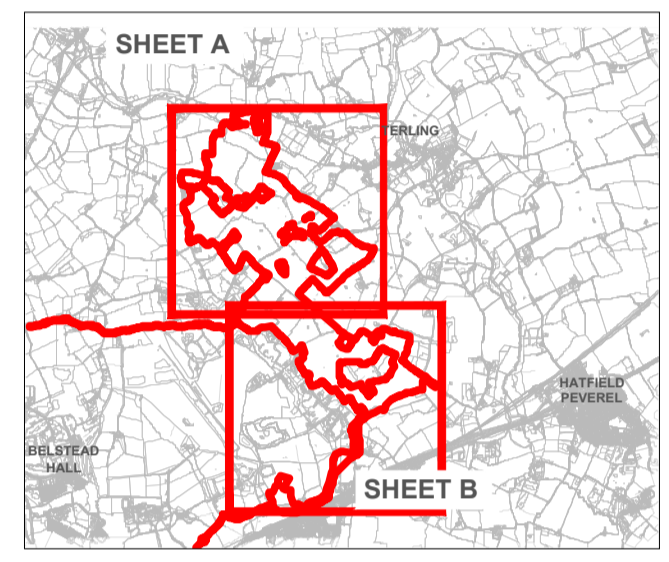 SHEET A
TERLING
HATFIELD
PEVEREL
BELSTEAD
HALL
SHEET B